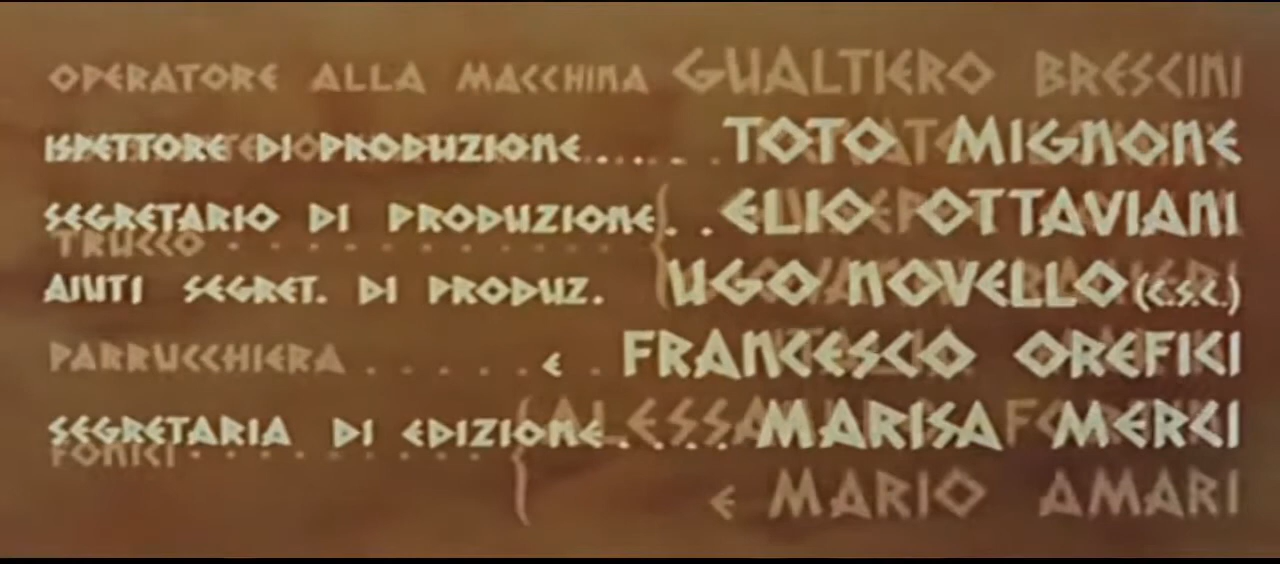 OPERATORE ALLA MACCHINA GUALTIERO BRESCINI
ISPETTORE DI PRODUZIONE...... TOTO MIGNONE
SEGRETARIO DI PRODUZIONE.. ELIO OTTAVIANI
TRUCCO
AIUTI SEGRET. DI PRODUZ. UGO NOVELLO (C.S.C.)
PARRUCCHIERA
E FRANCESCO OREFICI
SEGRETARIA DI EDIZIONE..... MARISA MERCI
FONICI
E MARIO AMARI